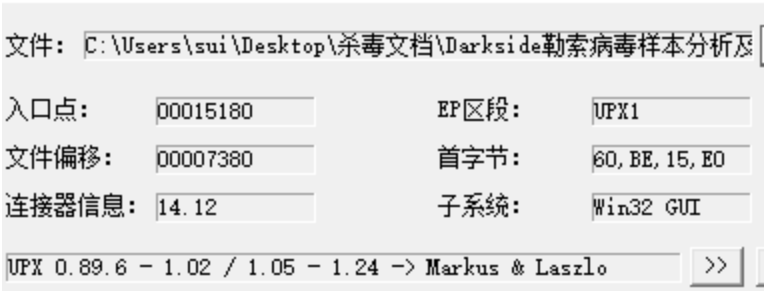 文件: C:\Users\sui\Desktop\杀毒文档\Darkside勒索病毒样本分析及
入口点: 00015180 EP区段: UPX1
文件偏移: 00007380 首字节: 60,BE,15,E0
连接器信息: 14.12 子系统: Win32 GUI
UPX 0.89.6 - 1.02 / 1.05 - 1.24 -> Markus & Laszlo >>